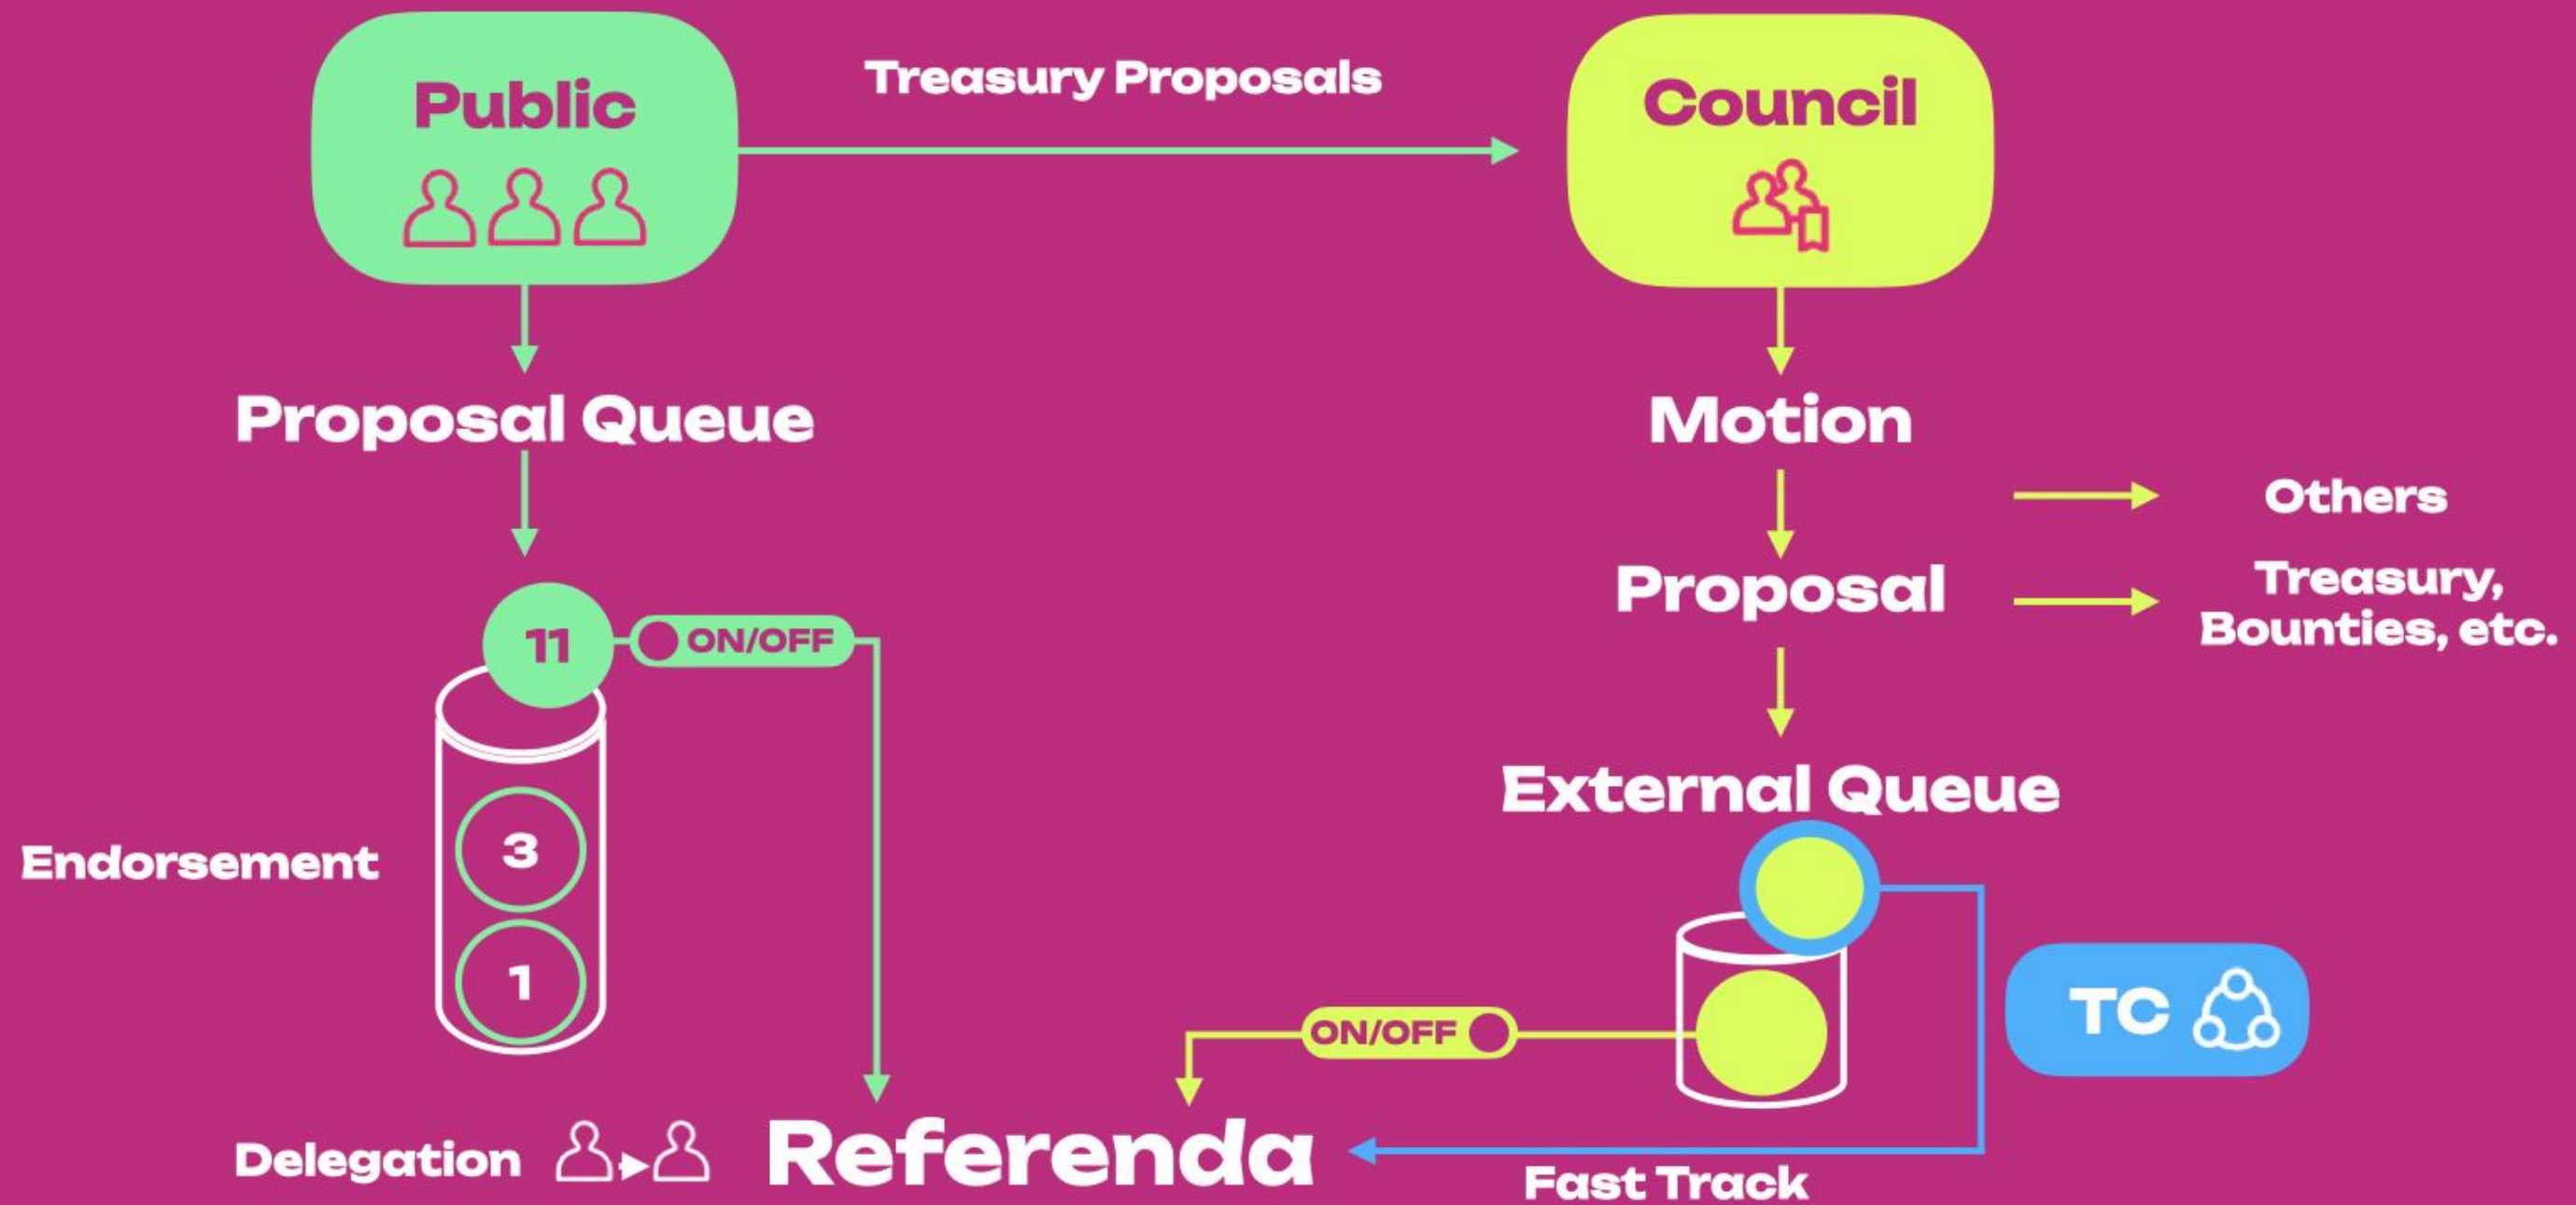 Public
Treasury Proposals
Council
Proposal Queue
Motion
Others
Proposal
Treasury,
Bounties, etc.
11
ON/OFF
External Queue
Endorsement
3
1
TC
ON/OFF
Delegation
Referenda
Fast Track